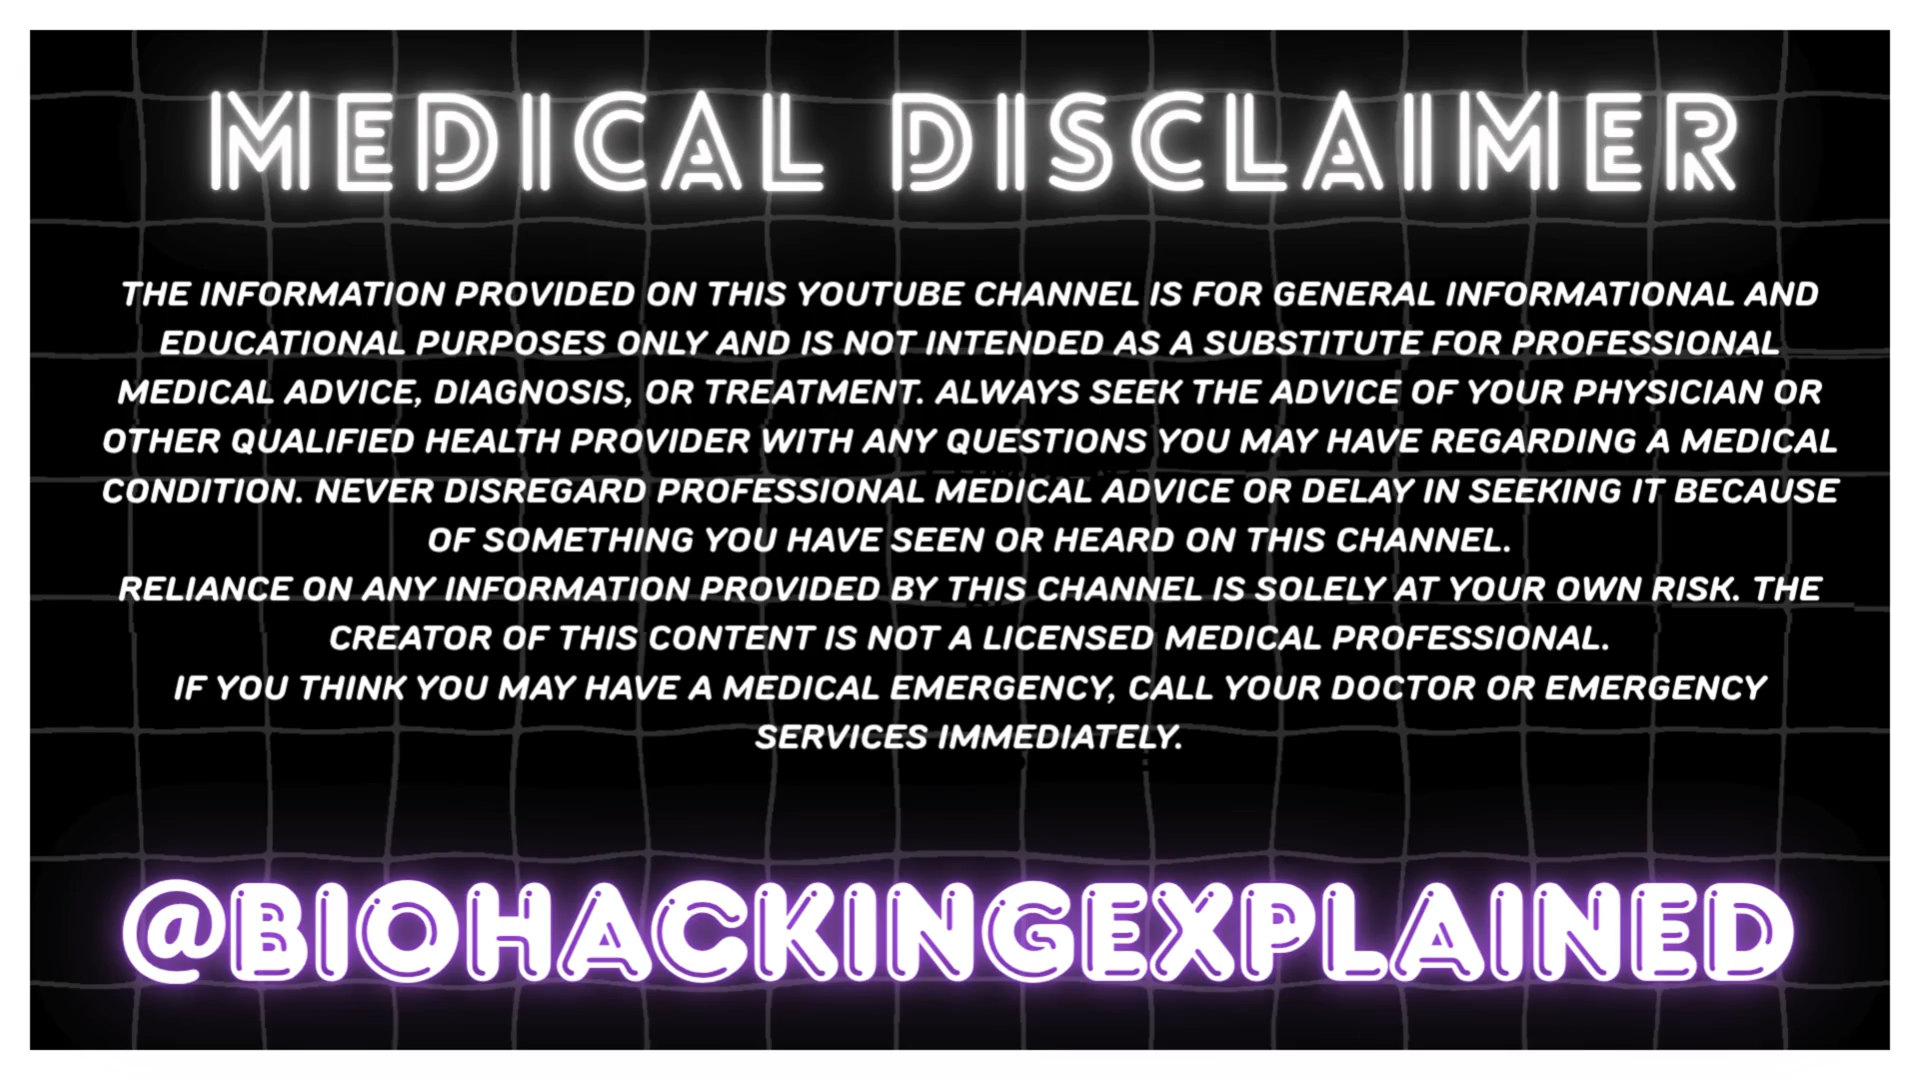 MEDICAL DISCLAIMER
THE INFORMATION PROVIDED ON THIS YOUTUBE CHANNEL IS FOR GENERAL INFORMATIONAL AND
EDUCATIONAL PURPOSES ONLY AND IS NOT INTENDED AS A SUBSTITUTE FOR PROFESSIONAL
MEDICAL ADVICE, DIAGNOSIS, OR TREATMENT. ALWAYS SEEK THE ADVICE OF YOUR PHYSICIAN OR
OTHER QUALIFIED HEALTH PROVIDER WITH ANY QUESTIONS YOU MAY HAVE REGARDING A MEDICAL
CONDITION. NEVER DISREGARD PROFESSIONAL MEDICAL ADVICE OR DELAY IN SEEKING IT BECAUSE
OF SOMETHING YOU HAVE SEEN OR HEARD ON THIS CHANNEL.
RELIANCE ON ANY INFORMATION PROVIDED BY THIS CHANNEL IS SOLELY AT YOUR OWN RISK. THE
CREATOR OF THIS CONTENT IS NOT A LICENSED MEDICAL PROFESSIONAL.
IF YOU THINK YOU MAY HAVE A MEDICAL EMERGENCY, CALL YOUR DOCTOR OR EMERGENCY
SERVICES IMMEDIATELY.
@BIOHACKINGEXPLAINED